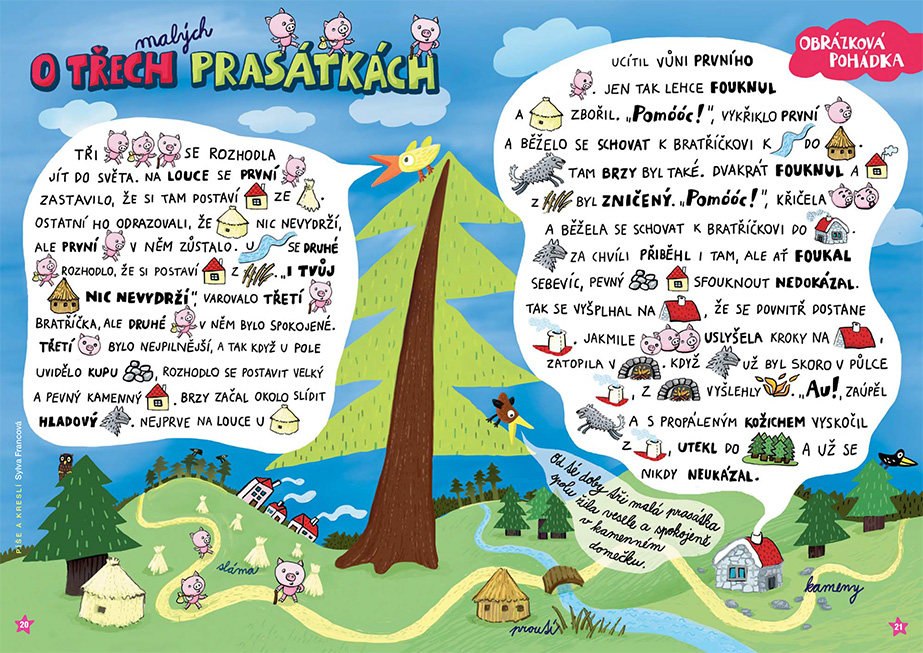 malých
O TŘECH PRASÁTKÁCH
OBRÁZKOVÁ
POHÁDKA
TŘI SE ROZHODLA
JÍT DO SVĚTA. NA LOUCE SE PRVNÍ
ZASTAVILO, ŽE SI TAM POSTAVÍ ZE .
OSTATNÍ HO ODRAZOVALI, ŽE NIC NEVYDRŽÍ,
ALE PRVNÍ V NĚM ZŮSTALO. U SE DRUHÉ
ROZHODLO, ŽE SI POSTAVÍ Z . „I TVŮJ
NIC NEVYDRŽÍ“, VAROVALO TŘETÍ
BRATŘÍČKA, ALE DRUHÉ V NĚM BYLO SPOKOJENÉ.
TŘETÍ BYLO NEJPILNĚJŠÍ, A TAK KDYŽ U POLE
UVIDĚLO KUPU , ROZHODLO SE POSTAVIT VELKÝ
A PEVNÝ KAMENNÝ . BRZY ZAČAL OKOLO SLÍDIT
HLADOVÝ . NEJPRVE NA LOUCE U
UCÍTIL VŮNI PRVNÍHO
. JEN TAK LEHCE FOUKNUL
A ZBOŘIL. „Pomóóc!“, VYKŘIKLO PRVNÍ
A BĚŽELO SE SCHOVAT K BRATŘÍČKOVI K DO .
TAM BRZY BYL TAKÉ. DVAKRÁT FOUKNUL A
Z BYL ZNIČENÝ. „Pomóóc!“, KŘIČELA
A BĚŽELA SE SCHOVAT K BRATŘÍČKOVI DO .
ZA CHVÍLI PŘIBĚHL I TAM, ALE AŤ FOUKAL
SEBEVÍC, PEVNÝ SFOUKNOUT NEDOKÁZAL.
TAK SE VYŠPLHAL NA , ŽE SE DOVNITŘ DOSTANE
. JAKMILE USLYŠELA KROKY NA ,
ZATOPILA V . KDYŽ UŽ BYL SKORO V PŮLCE
, Z VYŠLEHLY . „Au!, ZAÚPĚL
A S PROPÁLENÝM KOŽICHEM VYSKOČIL
Z , UTEKL DO A UŽ SE
NIKDY NEUKÁZAL.
Od té doby tři malá prasátka
spolu žila vesele a spokojeně
v kamenném
domečku.
sláma
proutí
kameny
PÍŠE A KRESLÍ Sylva Francová
20
21